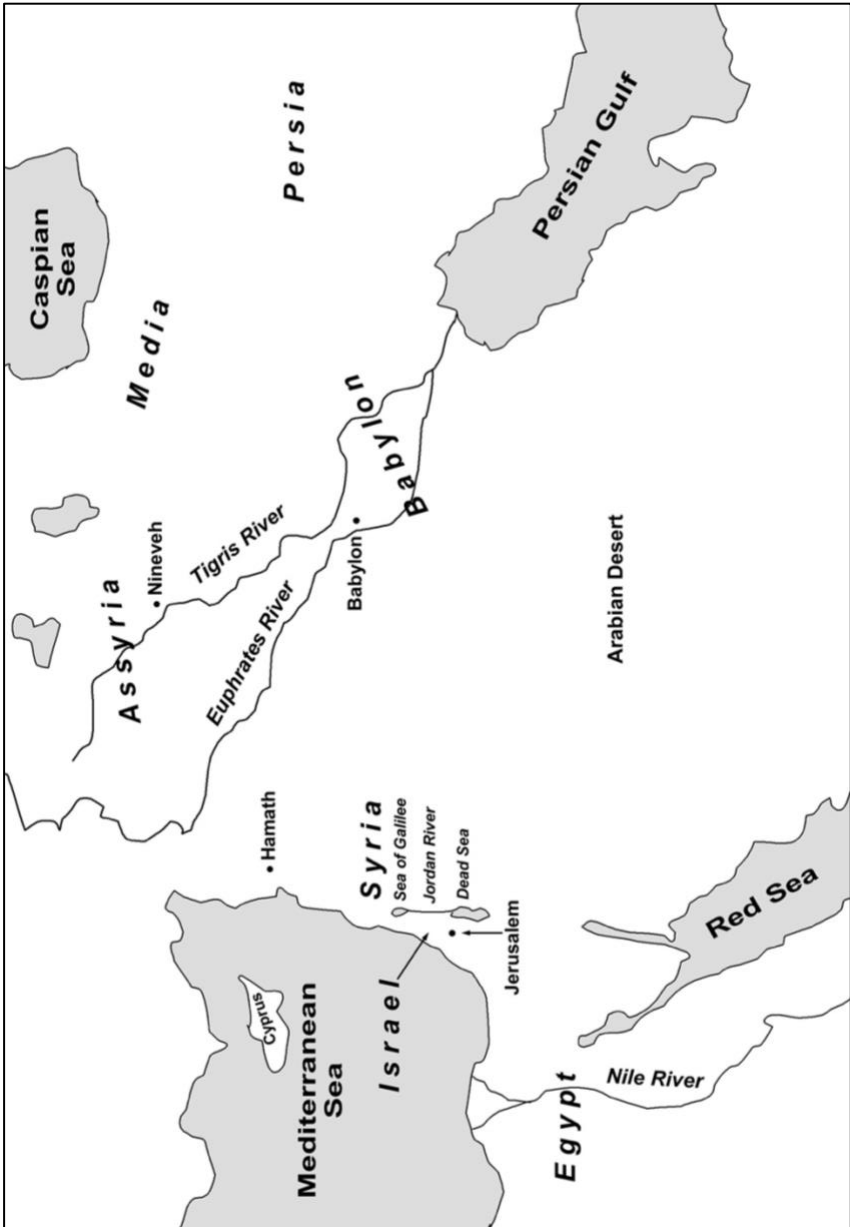 Caspian
Sea
Media
Persia
Persian Gulf
Assyria
Nineveh
Tigris River
Euphrates River
Babylon
Babylon
Arabian Desert
Hamath
Syria
Sea of Galilee
Jordan River
Dead Sea
Jerusalem
Israel
Cyprus
Mediterranean
Sea
Egypt
Nile River
Red Sea